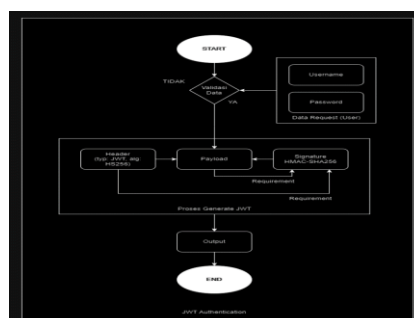 START
TIDAK
Validasi
Data
YA
Username
Password
Data Request (User)
Header
(typ: JWT, alg:
HS256)
Payload
Signature
HMAC-SHA256
Requirement
Requirement
Proses Generate JWT
Output
END
JWT Authentication